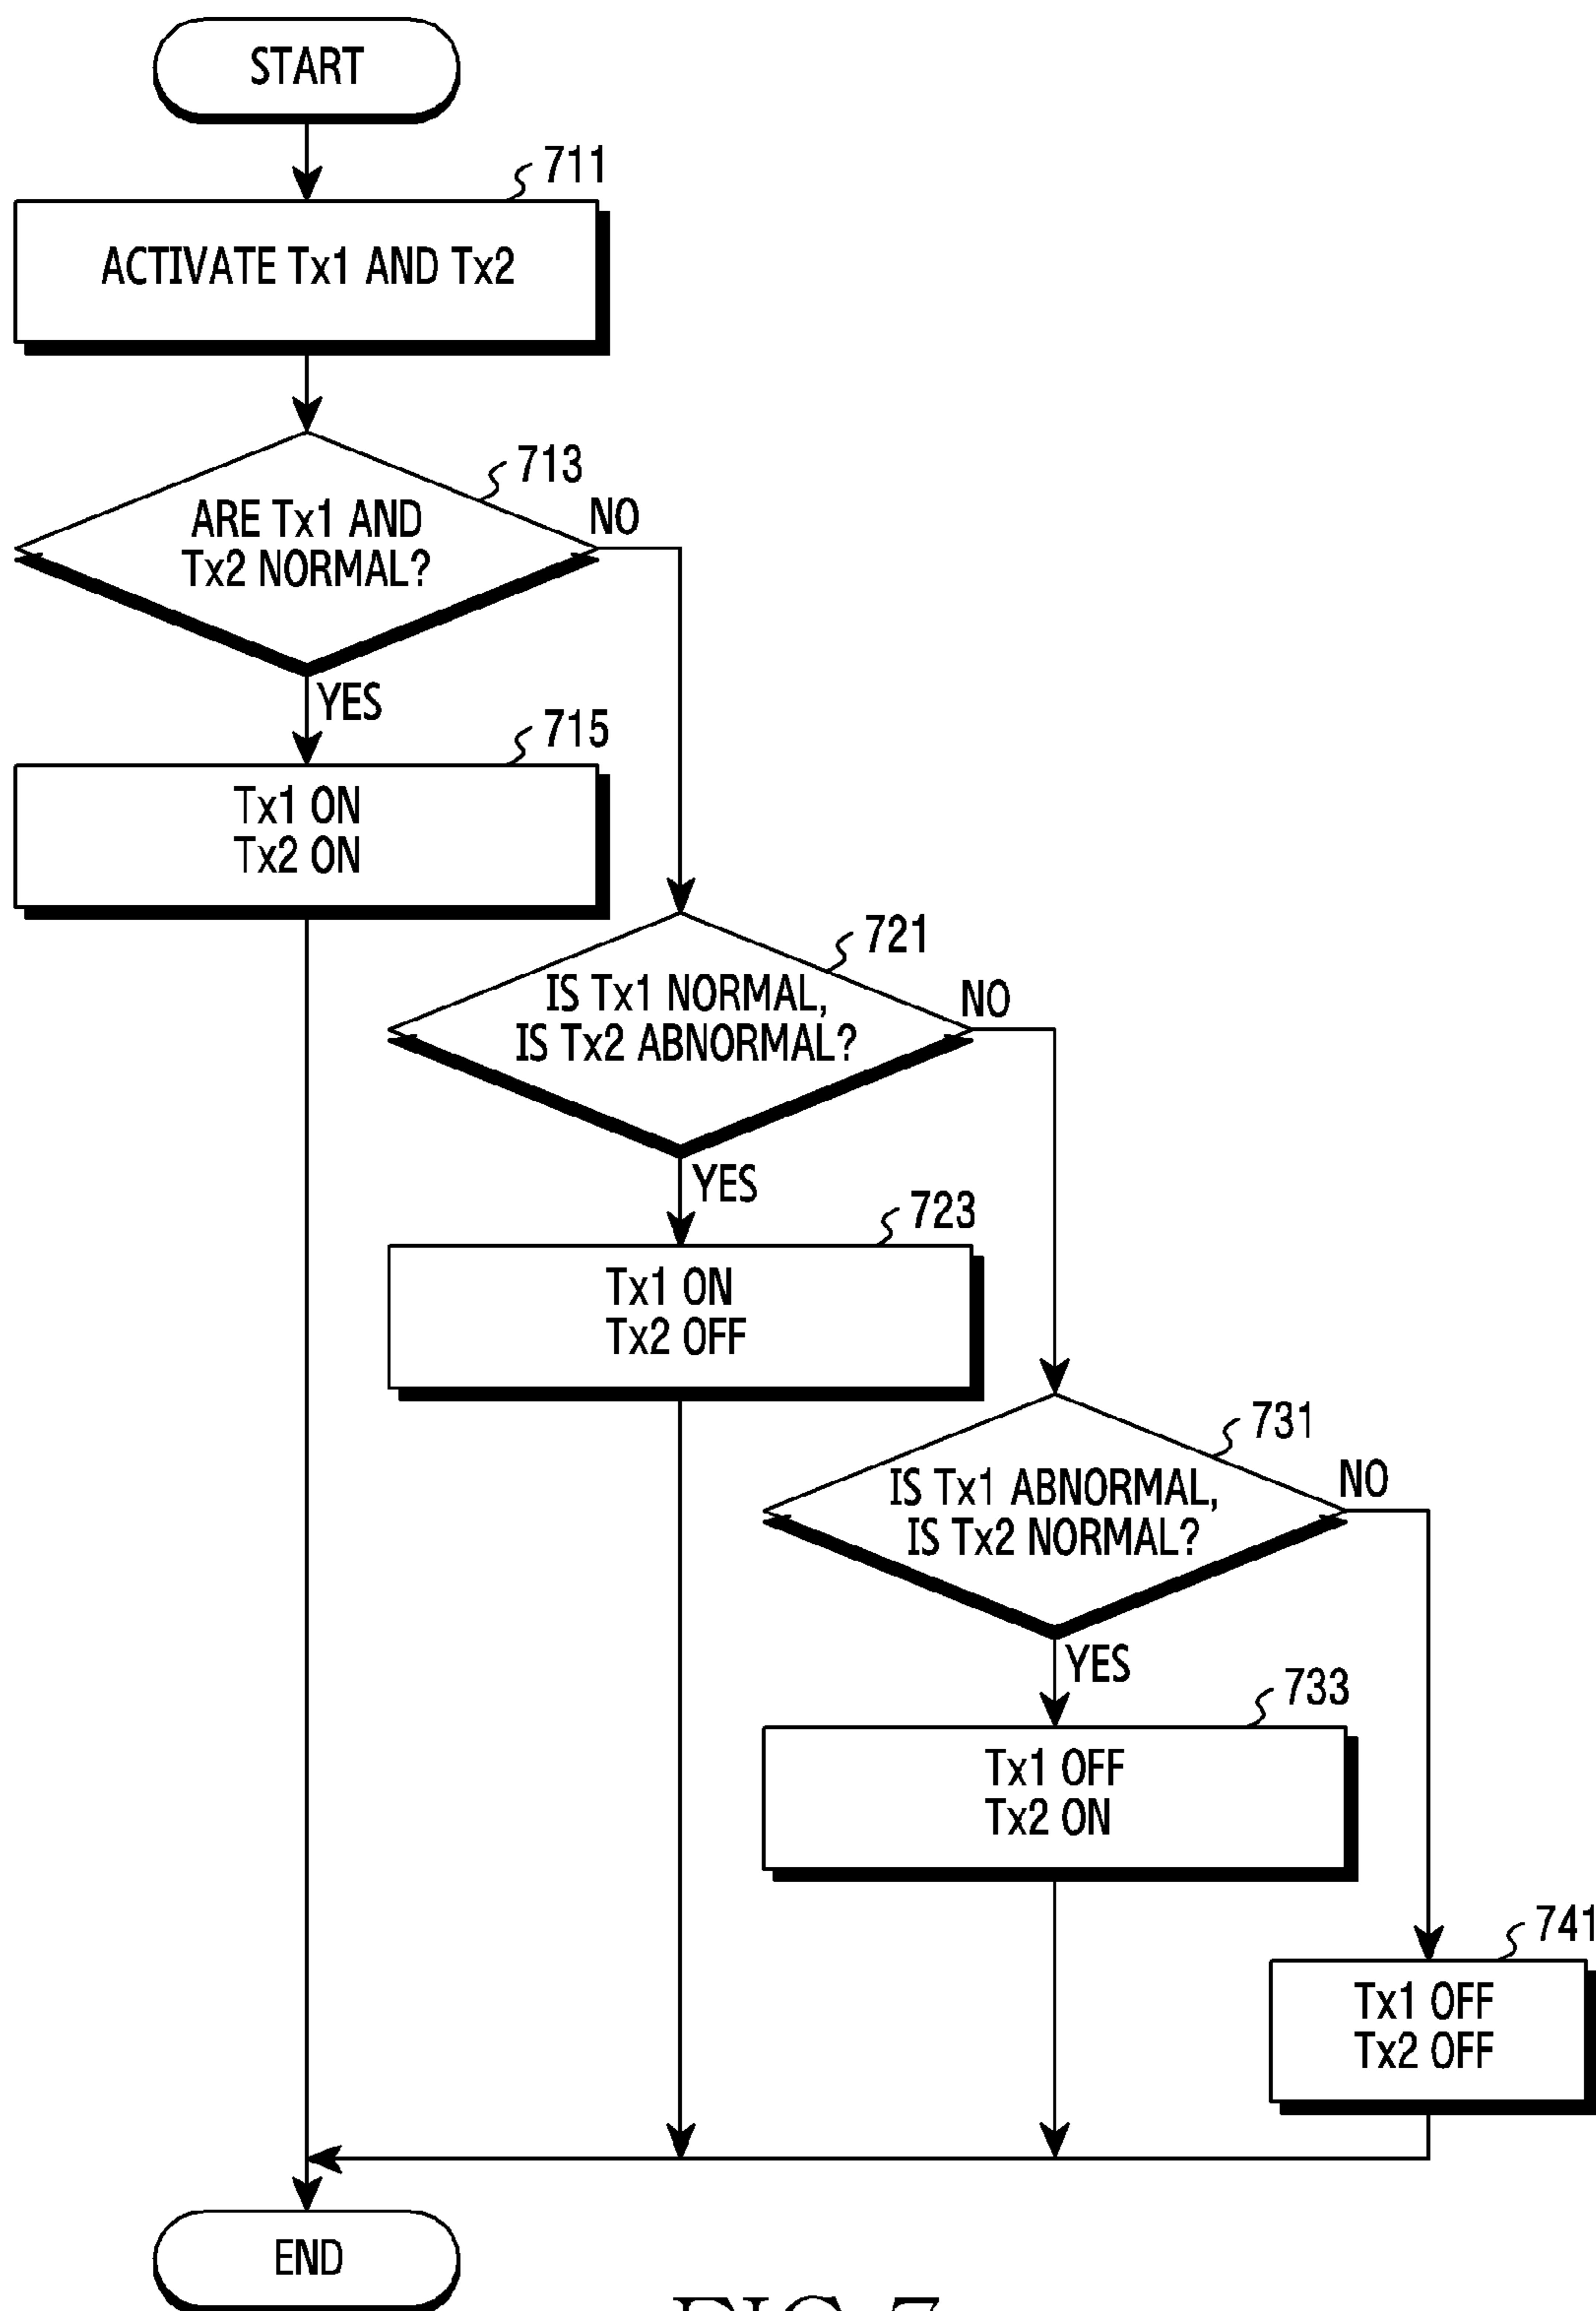 START
711
ACTIVATE Tx1 AND Tx2
713
ARE Tx1 AND
Tx2 NORMAL?
NO
YES
715
Tx1 ON
Tx2 ON
721
IS Tx1 NORMAL,
IS Tx2 ABNORMAL?
NO
YES
723
Tx1 ON
Tx2 OFF
731
IS Tx1 ABNORMAL,
IS Tx2 NORMAL?
NO
YES
733
Tx1 OFF
Tx2 ON
741
Tx1 OFF
Tx2 OFF
END
FIG.7